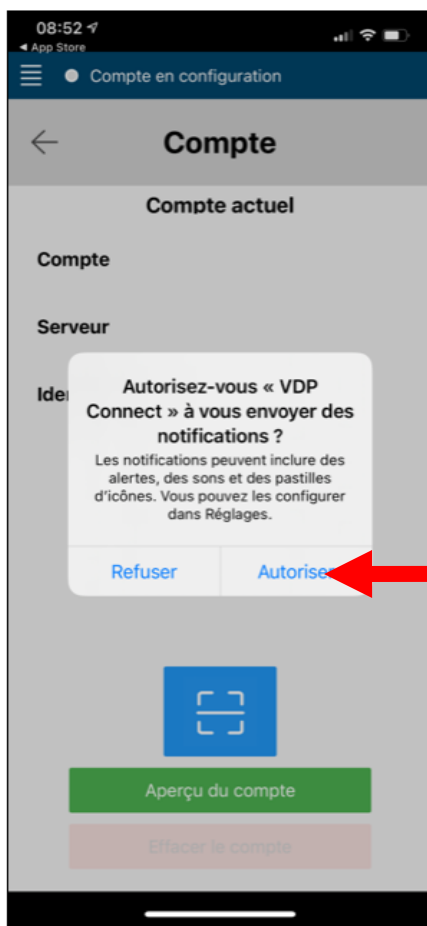 08:52
◀ App Store
Compte en configuration
Compte
Compte actuel
Compte
Serveur
Ide
Autorisez-
vous « VDP
Connect » à vous envoyer des
notifications ?
Les notifications peuvent inclure des
alertes, des sons et des pastilles
d'icônes. Vous pouvez les configurer
dans Réglages.
Refuser
Autoriser
Aperçu du compte
Effacer le compte